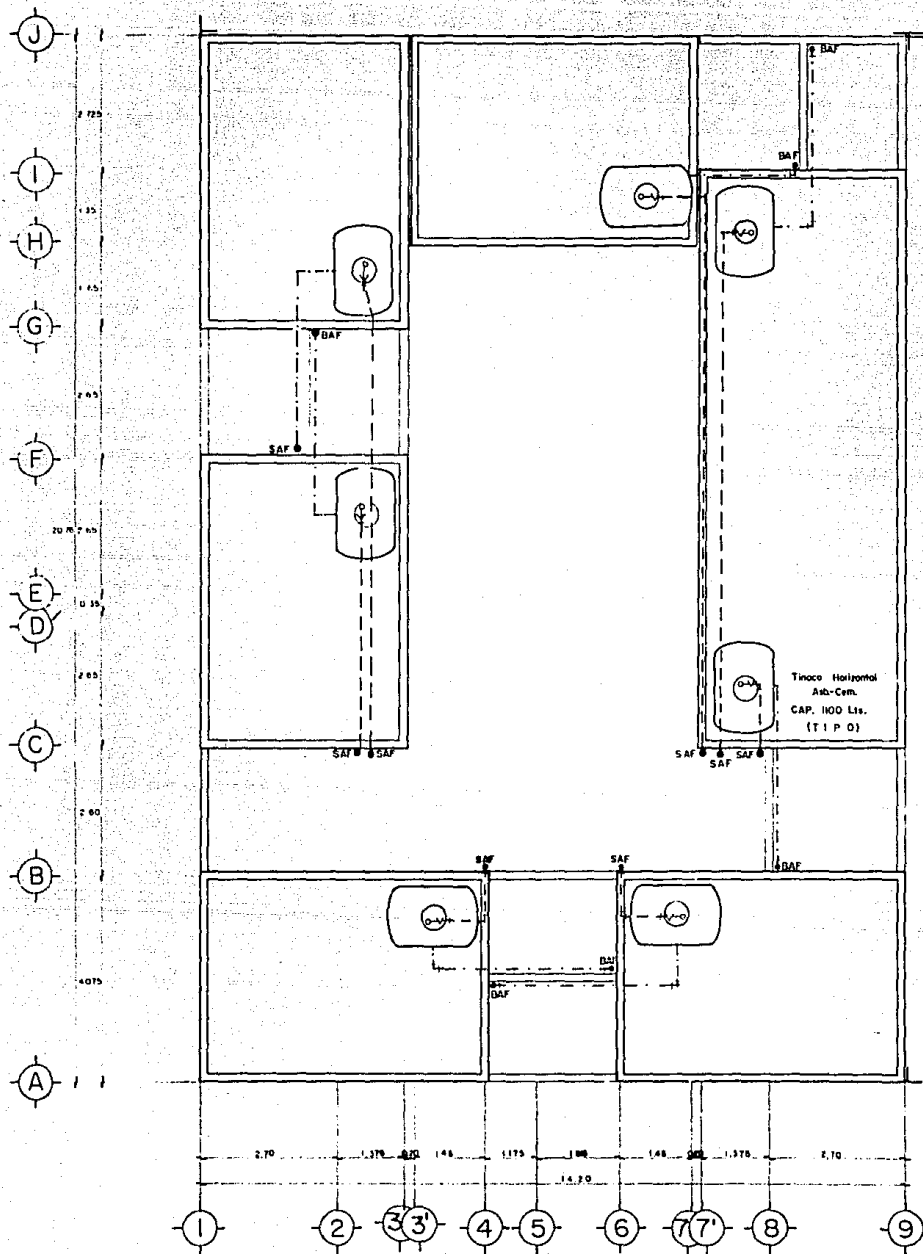 J
BAF
2.725
BAF
I
1.35
H
1.65
G
BAF
2.65
SAF
F
2.65
E
0.35
D
2.65
Tinaco Horizontal
Asb-Cem.
CAP. 1100 Lts.
(TIPO)
C
SAF SAF SAF SAF SAF
2.60
B
SAF SAF BAF
BAF
BAF
4.075
A
2.70 1.375 1.45 1.175 1.45 1.375 2.70
14.20
1 2 3 3' 4 5 6 7 7' 8 9